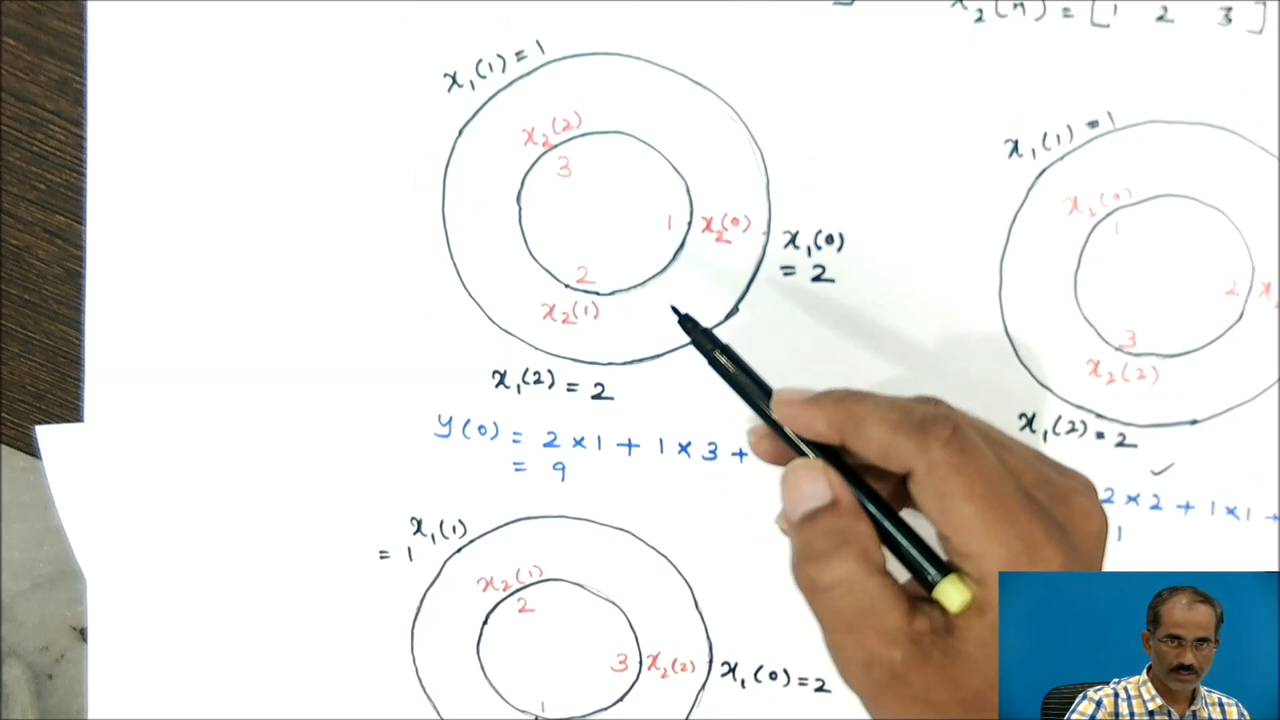 x₂(n) = [1 2 3]
x₁(1) = 1
x₂(2)
3
1 x₂(0)
x₁(0)
= 2
2
x₂(1)
x₁(2) = 2
y(0) = 2 × 1 + 1 × 3 +
= 9
x₁(1) = 1
x₂(0)
1
2
3
x₂(2)
x₁(2) = 2
2 × 2 + 1 × 1 +
1
x₁(1)
= 1
x₂(1)
2
3 x₂(2)
x₁(0) = 2
1